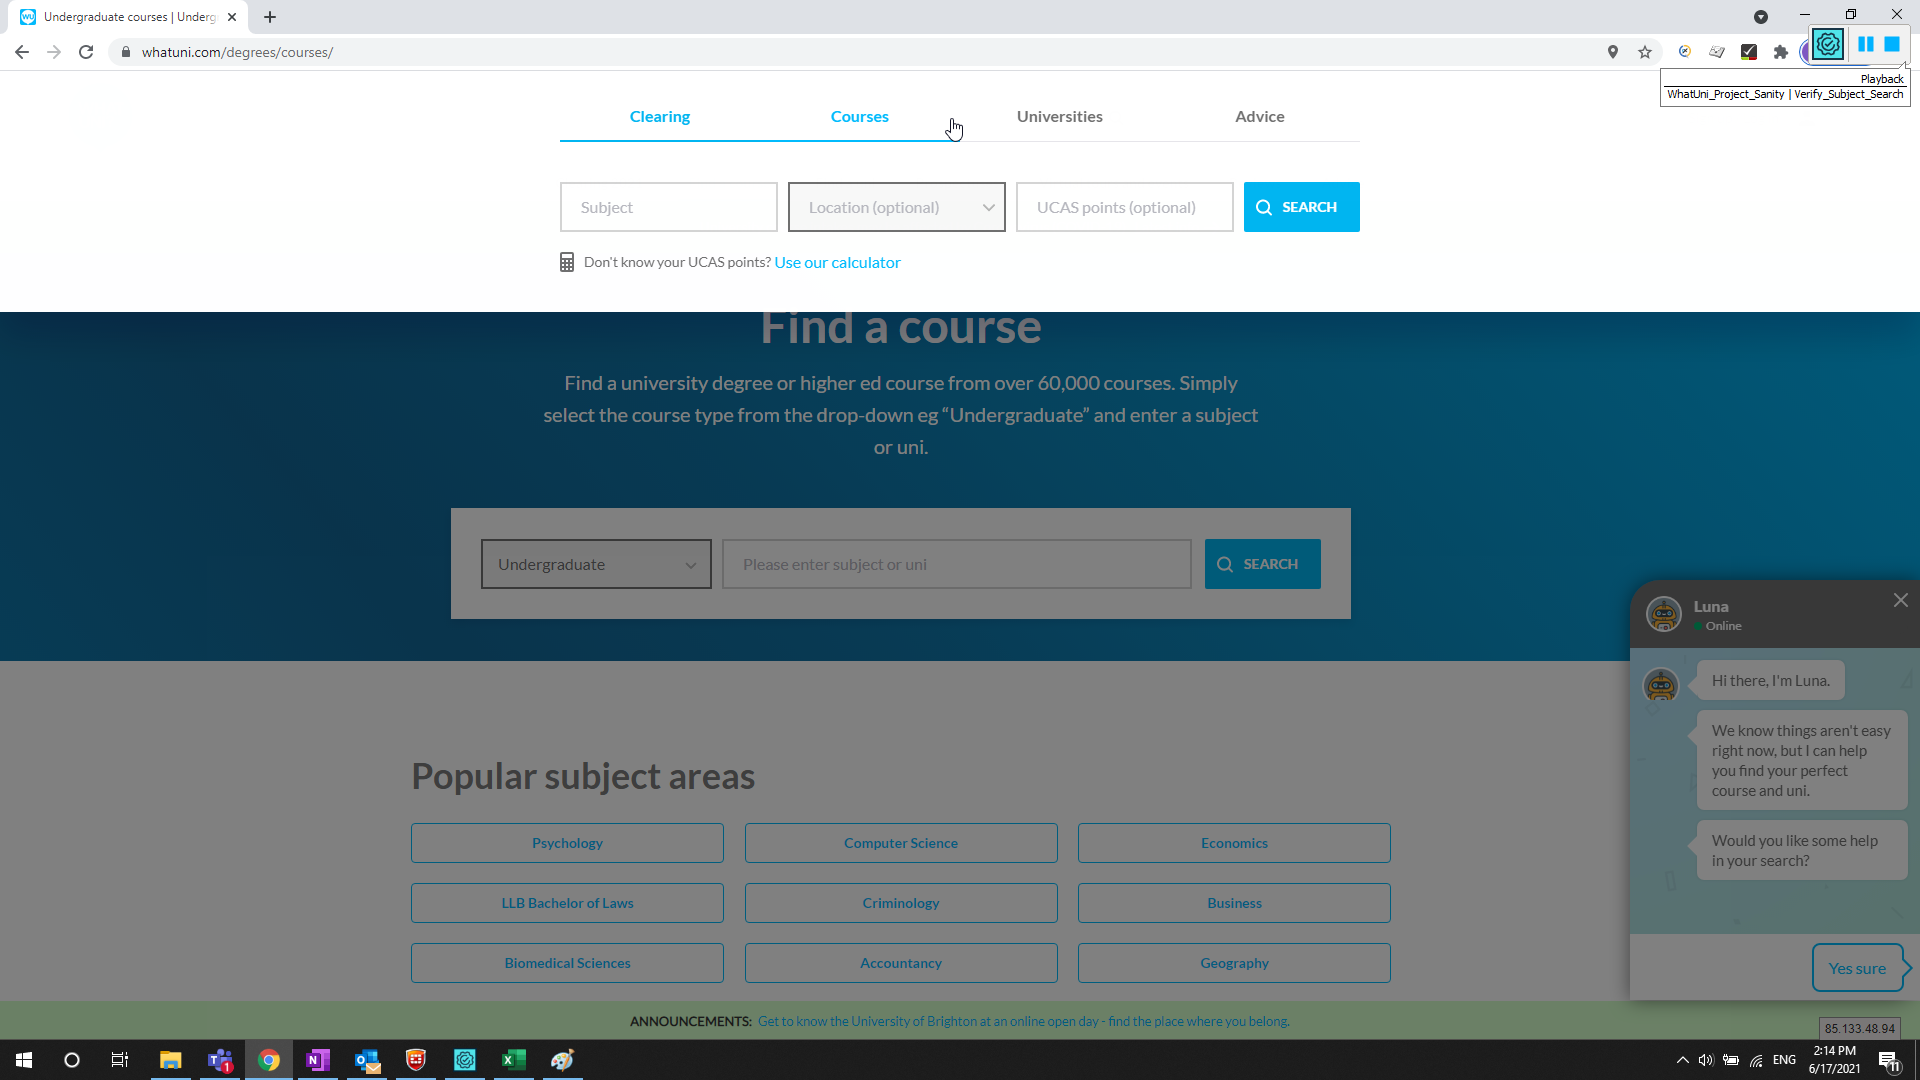 Undergraduate courses | Underg
whatuni.com/degrees/courses/
Playback
WhatUni_Project_Sanity | Verify_Subject_Search
Clearing
Courses
Universities
Advice
Subject
Location (optional)
UCAS points (optional)
SEARCH
Don't know your UCAS points? Use our calculator
Find a course
Find a university degree or higher ed course from over 60,000 courses. Simply
select the course type from the drop-down eg “Undergraduate” and enter a subject
or uni.
Undergraduate
Please enter subject or uni
SEARCH
Luna
Online
Hi there, I'm Luna.
We know things aren't easy
right now, but I can help
you find your perfect
course and uni.
Would you like some help
in your search?
Yes sure
Popular subject areas
Psychology
Computer Science
Economics
LLB Bachelor of Laws
Criminology
Business
Biomedical Sciences
Accountancy
Geography
ANNOUNCEMENTS: Get to know the University of Brighton at an online open day - find the place where you belong.
85.133.48.94
1
ENG
2:14 PM
6/17/2021
11